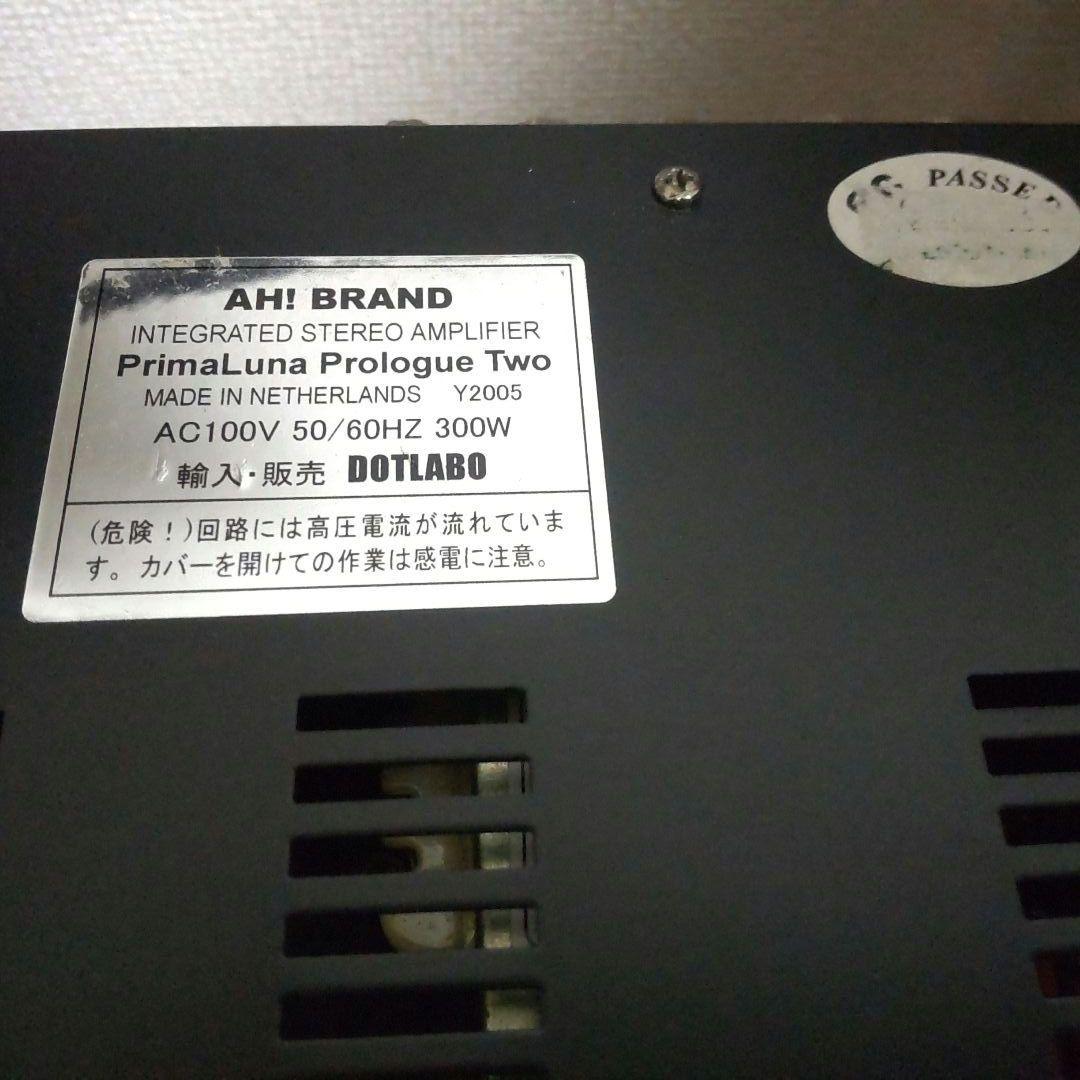 AH! BRAND
INTEGRATED STEREO AMPLIFIER
PrimaLuna Prologue Two
MADE IN NETHERLANDS Y2005
AC100V 50/60HZ 300W
輸入・販売 DOTLABO
(危険!)回路には高圧電流が流れていま
す。カバーを開けての作業は感電に注意。